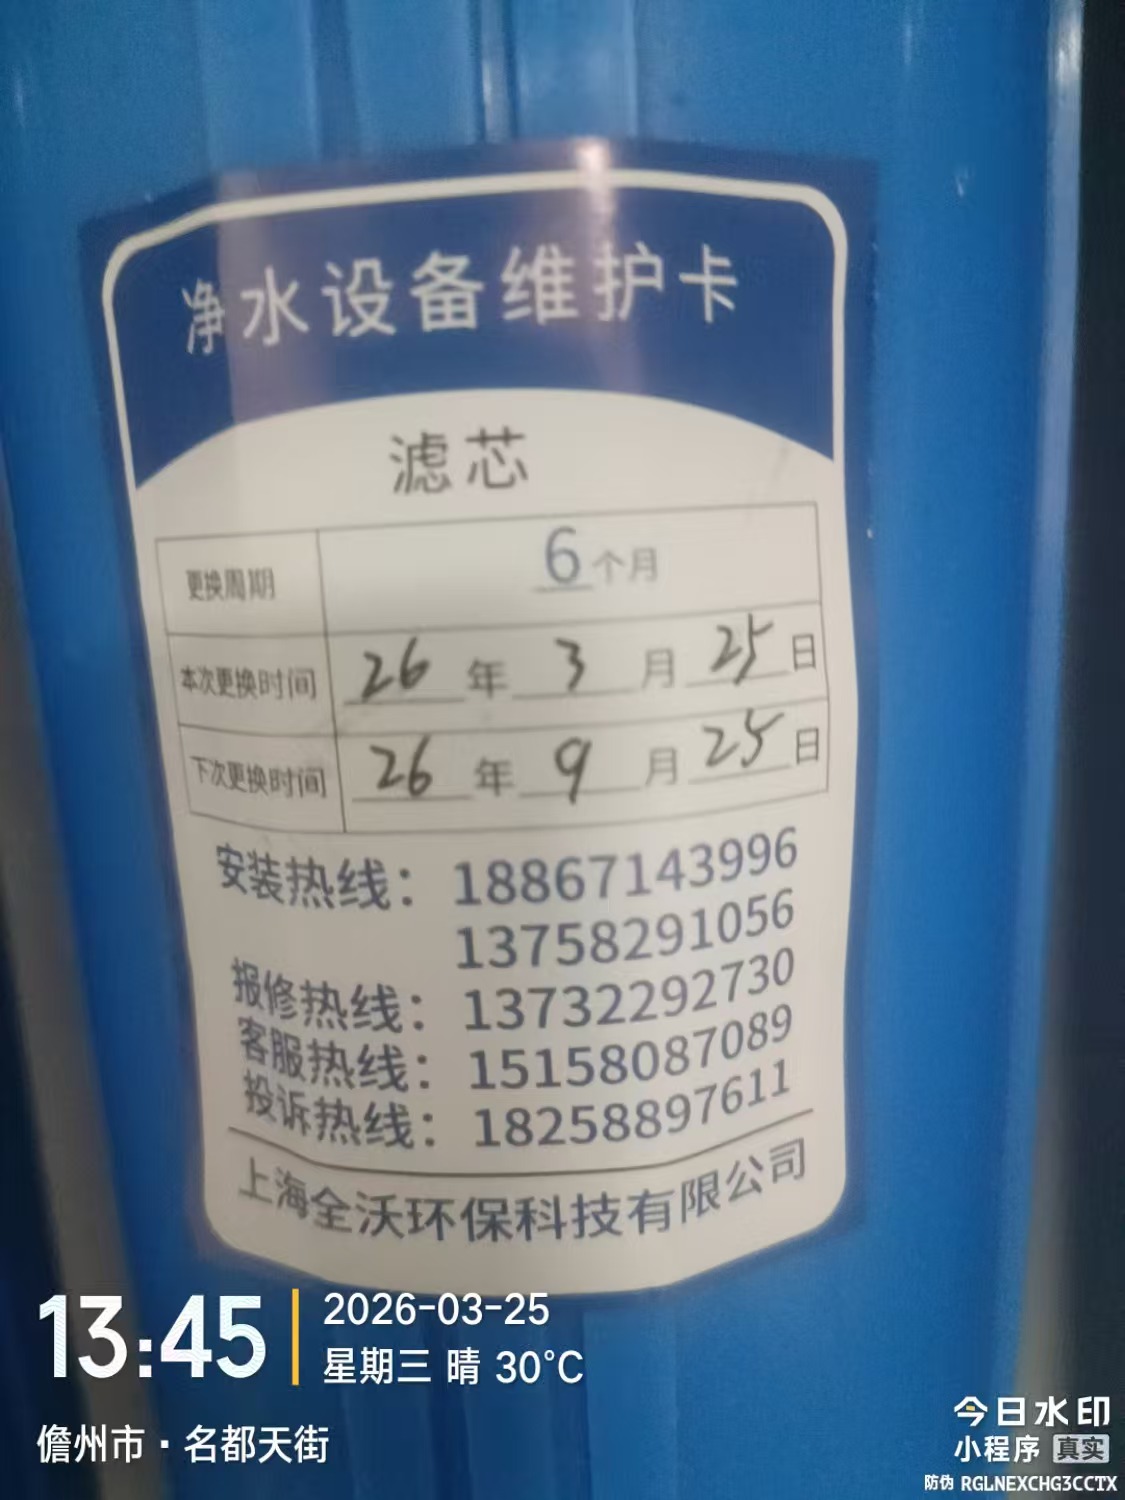 净水设备维护卡
滤芯
更换周期 6个月
本次更换时间 26年3月25日
下次更换时间 26年9月25日
安装热线：18867143996
13758291056
报修热线：13732292730
客服热线：15158087089
投诉热线：18258897611
上海全沃环保科技有限公司
13:45
2026-03-25
星期三 晴 30°C
儋州市·名都天街
今日水印
小程序 真实
防伪 RGLNEXCHG3CCTX